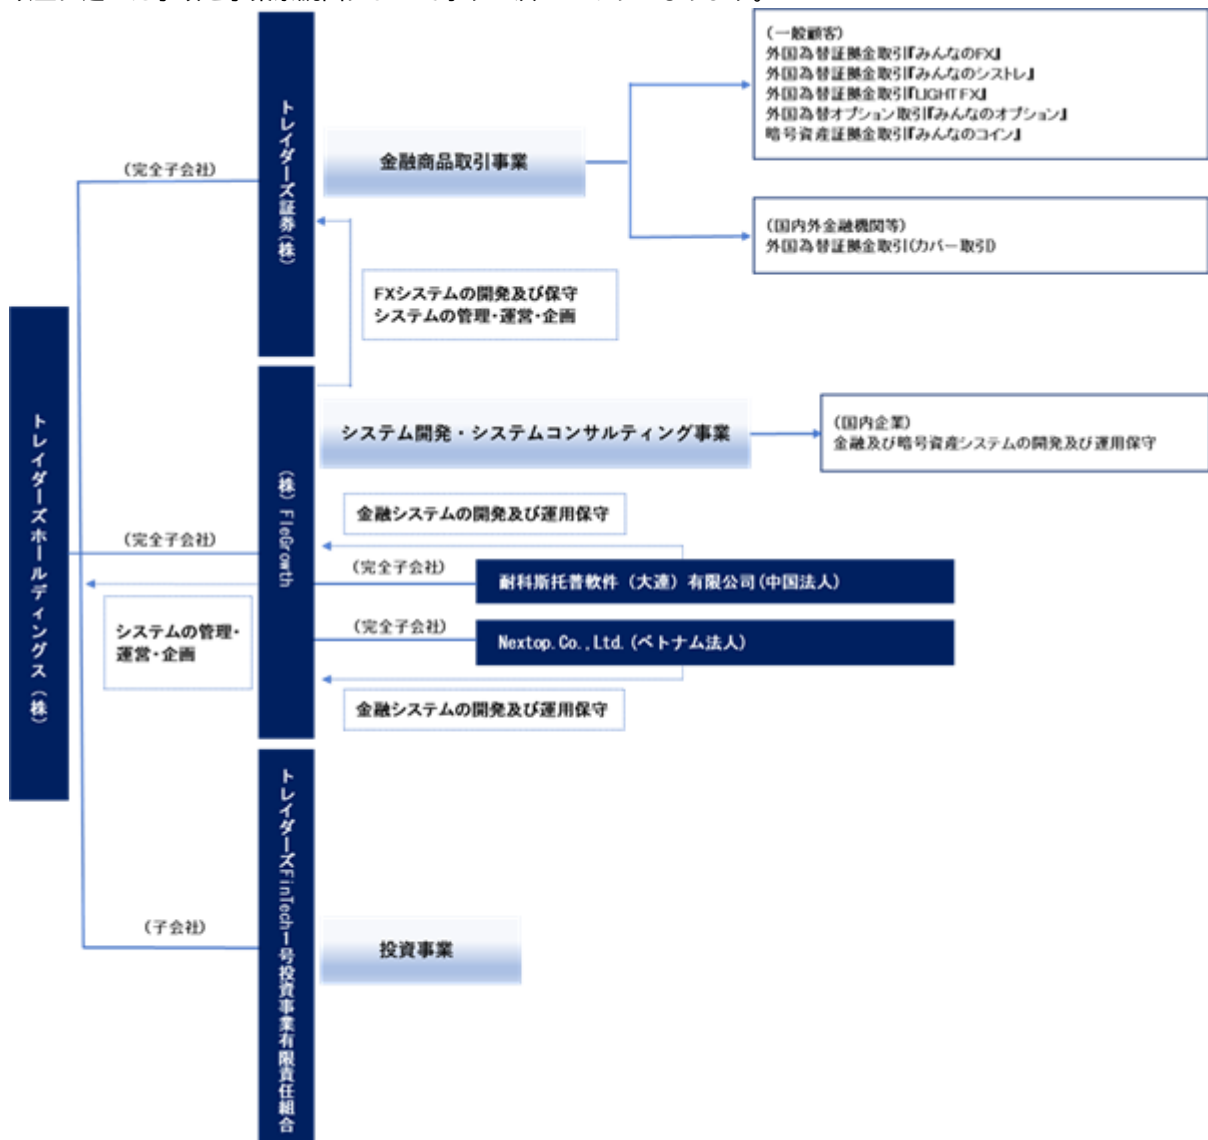 (一般顧客)
外国為替証拠金取引『みんなのFX』
外国為替証拠金取引『みんなのシストレ』
外国為替証拠金取引『LIGHT FX』
外国為替オプション取引『みんなのオプション』
暗号資産証拠金取引『みんなのコイン』
トレイダーズ証券(株)
金融商品取引事業
(完全子会社)
(国内外金融機関等)
外国為替証拠金取引(カバー取引)
FXシステムの開発及び保守
システムの管理・運営・企画
トレイダーズホールディングス(株)
(株)FleGrowth
システム開発・システムコンサルティング事業
(国内企業)
金融及び暗号資産システムの開発及び運用保守
金融システムの開発及び運用保守
(完全子会社)
(完全子会社)
耐科斯托普軟件(大連)有限公司(中国法人)
システムの管理・
運営・企画
(完全子会社)
Nextop.Co.,Ltd.(ベトナム法人)
金融システムの開発及び運用保守
トレイダーズFinTech1号投資事業有限責任組合
(子会社)
投資事業